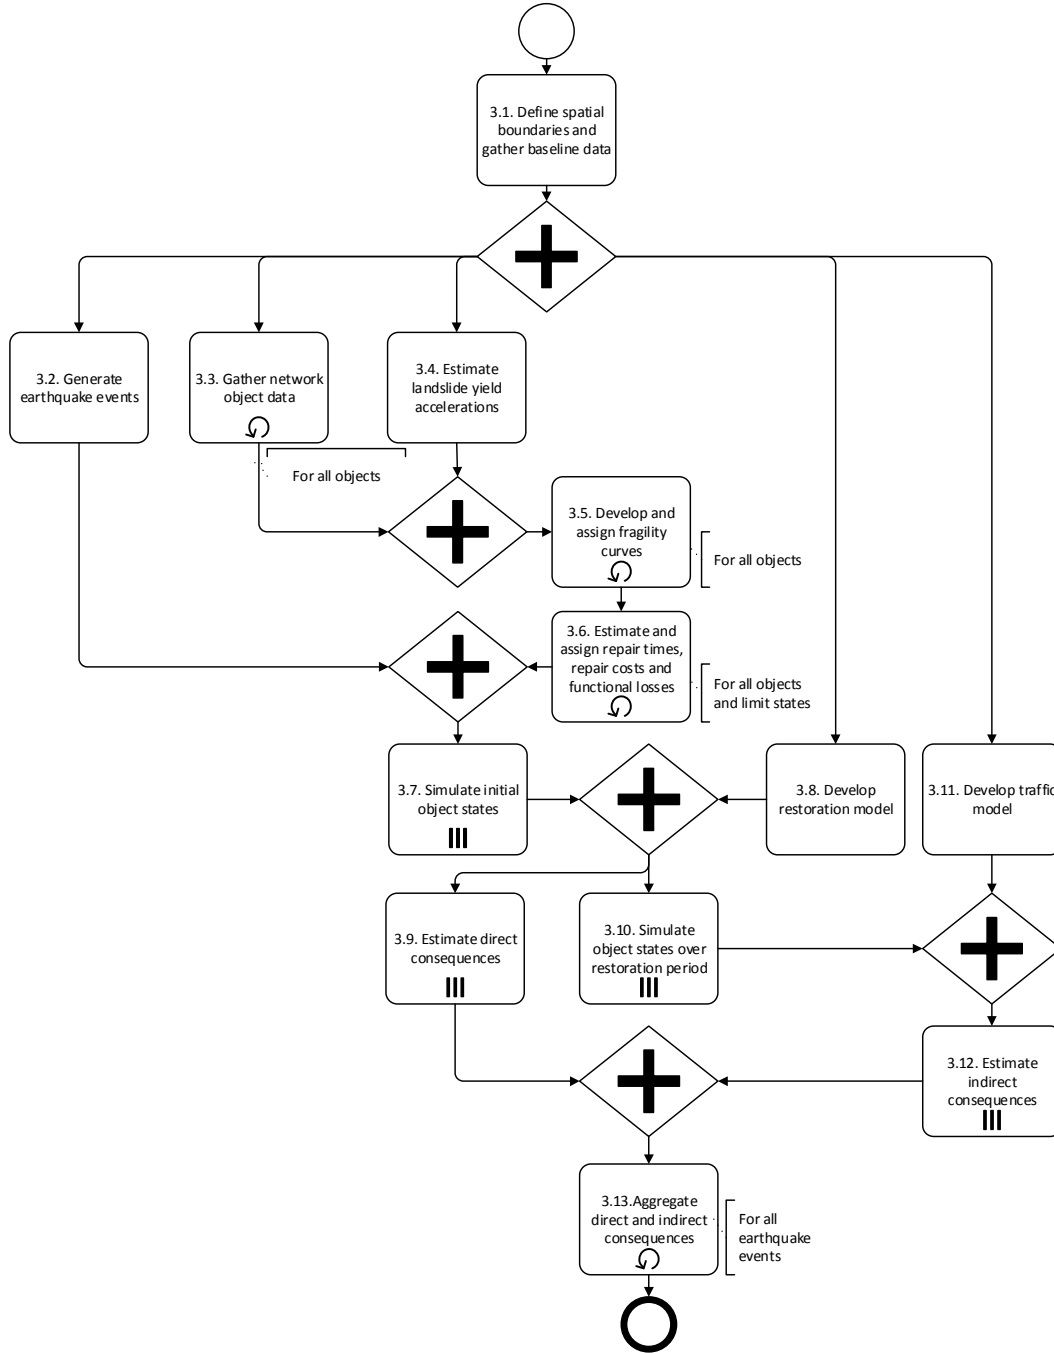 3.1. Define spatial
boundaries and
gather baseline data
3.2. Generate
earthquake events
3.3. Gather network
object data
3.4. Estimate
landslide yield
accelerations
For all objects
3.5. Develop and
assign fragility
curves
For all objects
3.6. Estimate and
assign repair times,
repair costs and
functional losses
For all objects
and limit states
3.7. Simulate initial
object states
3.8. Develop
restoration model
3.11. Develop traffic
model
3.9. Estimate direct
consequences
3.10. Simulate
object states over
restoration period
3.12. Estimate
indirect
consequences
3.13.Aggregate
direct and indirect
consequences
For all
earthquake
events